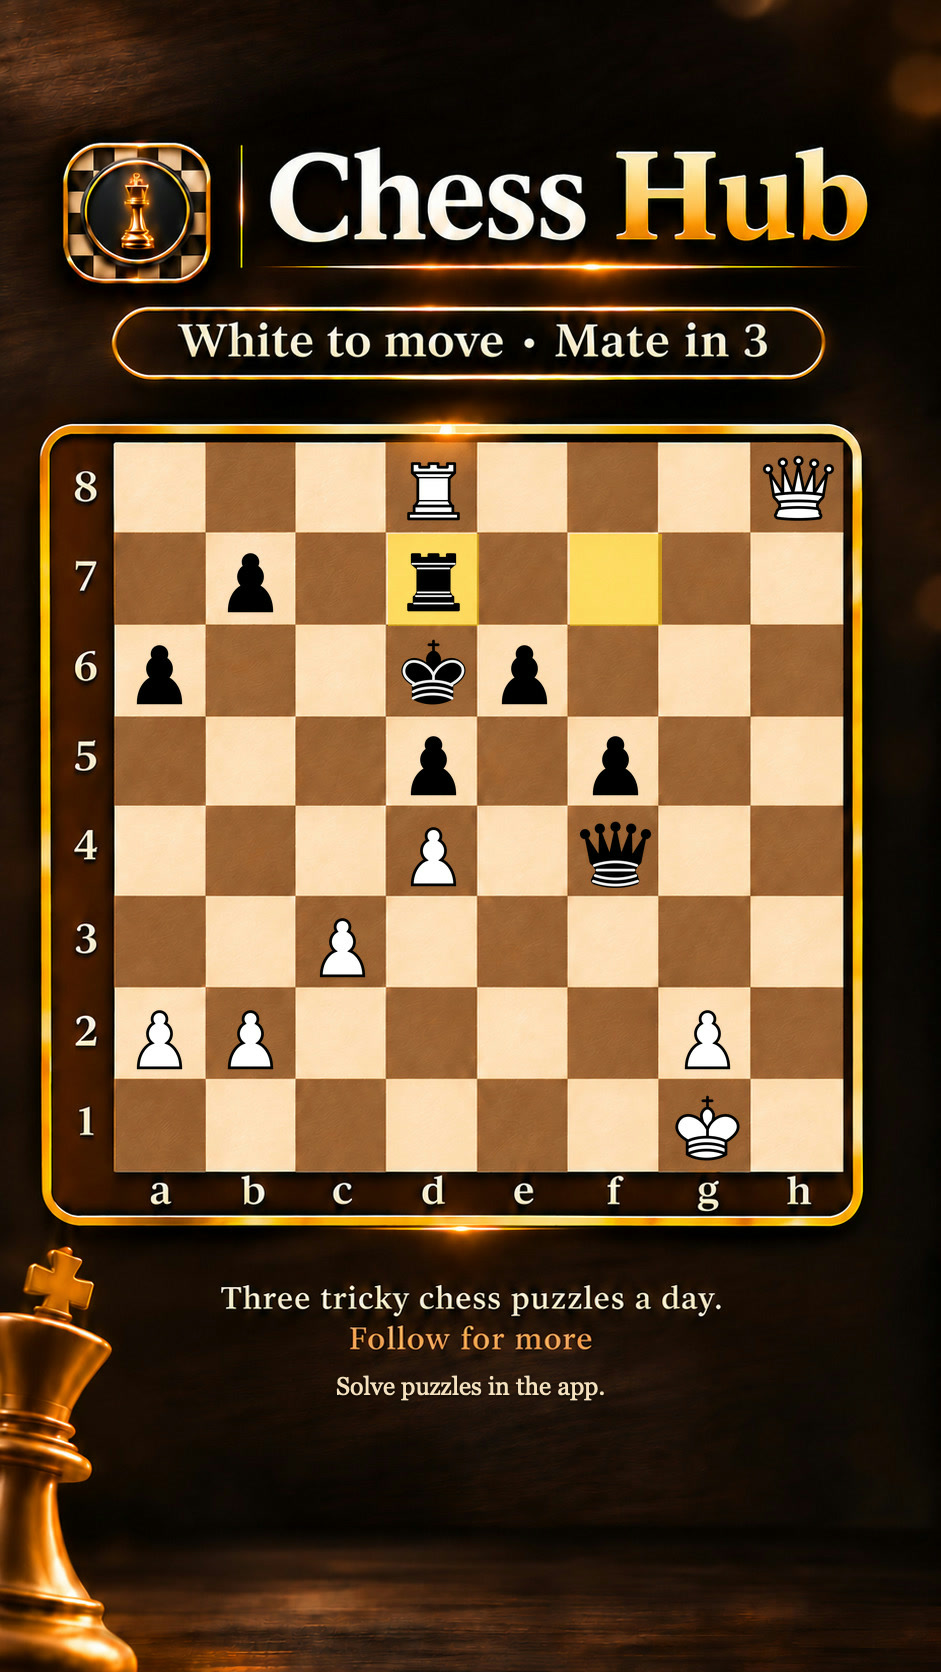 Chess Hub
White to move • Mate in 3
8
7
6
5
4
3
2
1
a b c d e f g h
Three tricky chess puzzles a day.
Follow for more
Solve puzzles in the app.